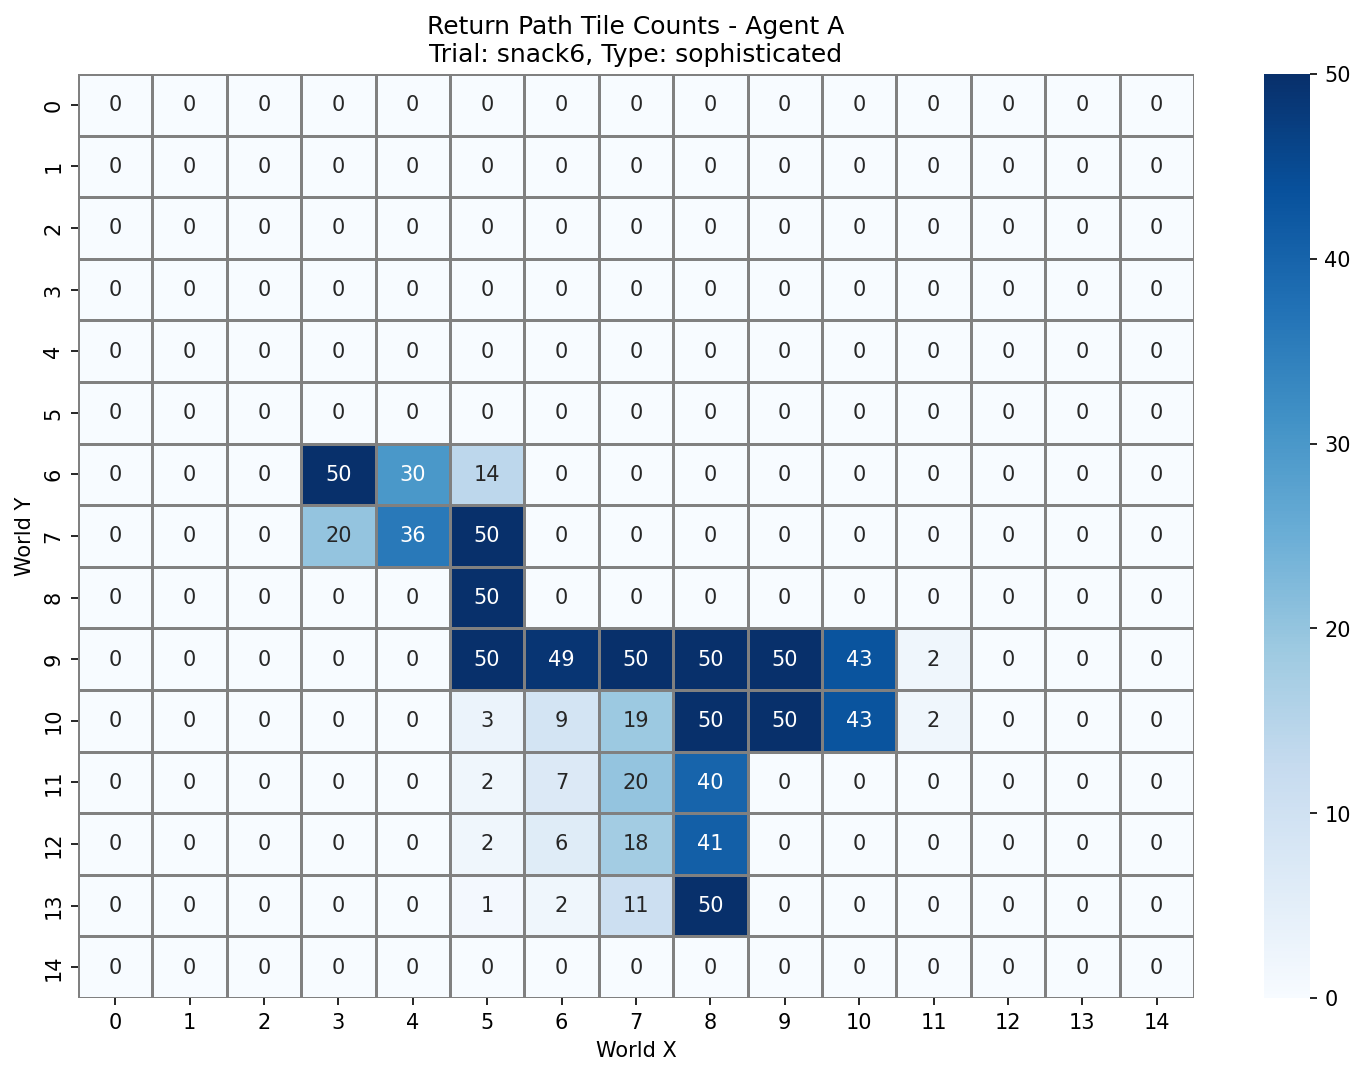 Return Path Tile Counts - Agent A
Trial: snack6, Type: sophisticated
World Y
0 0 0 0 0 0 0 0 0 0 0 0 0 0 0 0
1 0 0 0 0 0 0 0 0 0 0 0 0 0 0 0
2 0 0 0 0 0 0 0 0 0 0 0 0 0 0 0
3 0 0 0 0 0 0 0 0 0 0 0 0 0 0 0
4 0 0 0 0 0 0 0 0 0 0 0 0 0 0 0
5 0 0 0 0 0 0 0 0 0 0 0 0 0 0 0
6 0 0 0 50 30 14 0 0 0 0 0 0 0 0 0
7 0 0 0 20 36 50 0 0 0 0 0 0 0 0 0
8 0 0 0 0 0 50 0 0 0 0 0 0 0 0 0
9 0 0 0 0 0 50 49 50 50 50 43 2 0 0 0
10 0 0 0 0 0 3 9 19 50 50 43 2 0 0 0
11 0 0 0 0 0 2 7 20 40 0 0 0 0 0 0
12 0 0 0 0 0 2 6 18 41 0 0 0 0 0 0
13 0 0 0 0 0 1 2 11 50 0 0 0 0 0 0
14 0 0 0 0 0 0 0 0 0 0 0 0 0 0 0
0 1 2 3 4 5 6 7 8 9 10 11 12 13 14
World X
50
40
30
20
10
0